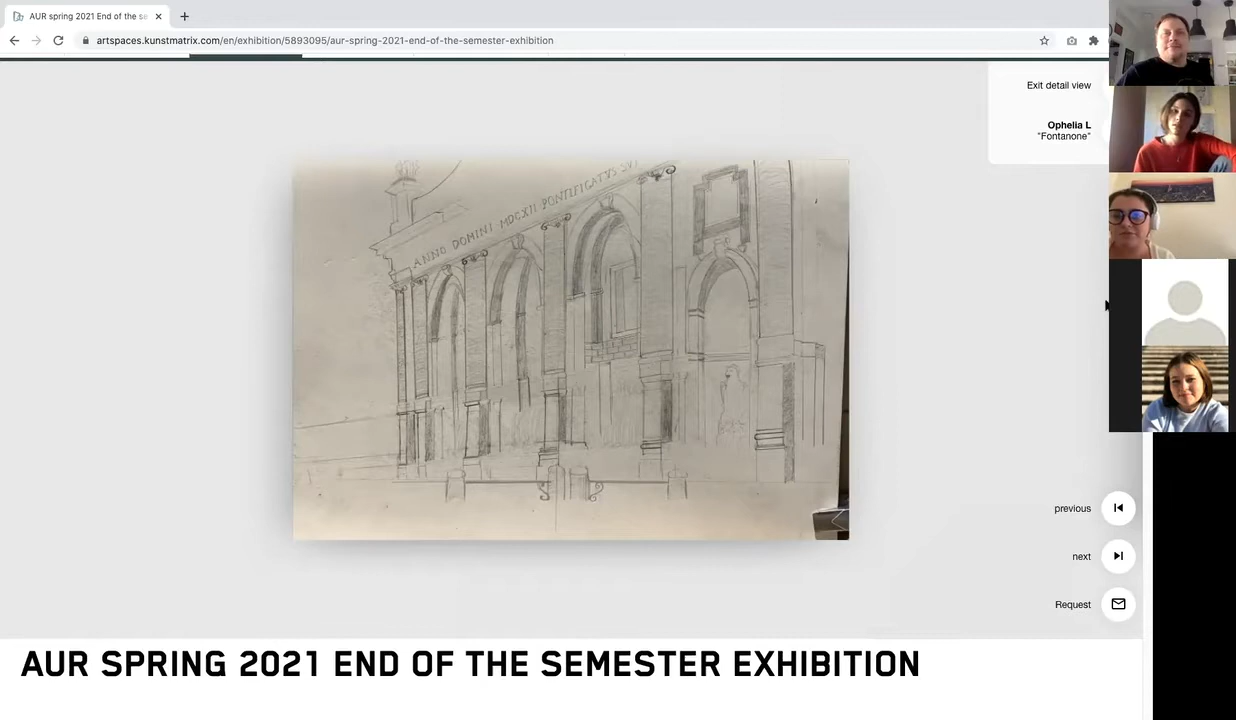 AUR spring 2021 End of the se
artspaces.kunstmatrix.com/en/exhibition/5893095/aur-spring-2021-end-of-the-semester-exhibition
Exit detail view
Ophelia L
"Fontanone"
ANNO DOMINI MDCXII PONTIFICATVS SVI
previous
next
Request
AUR SPRING 2021 END OF THE SEMESTER EXHIBITION